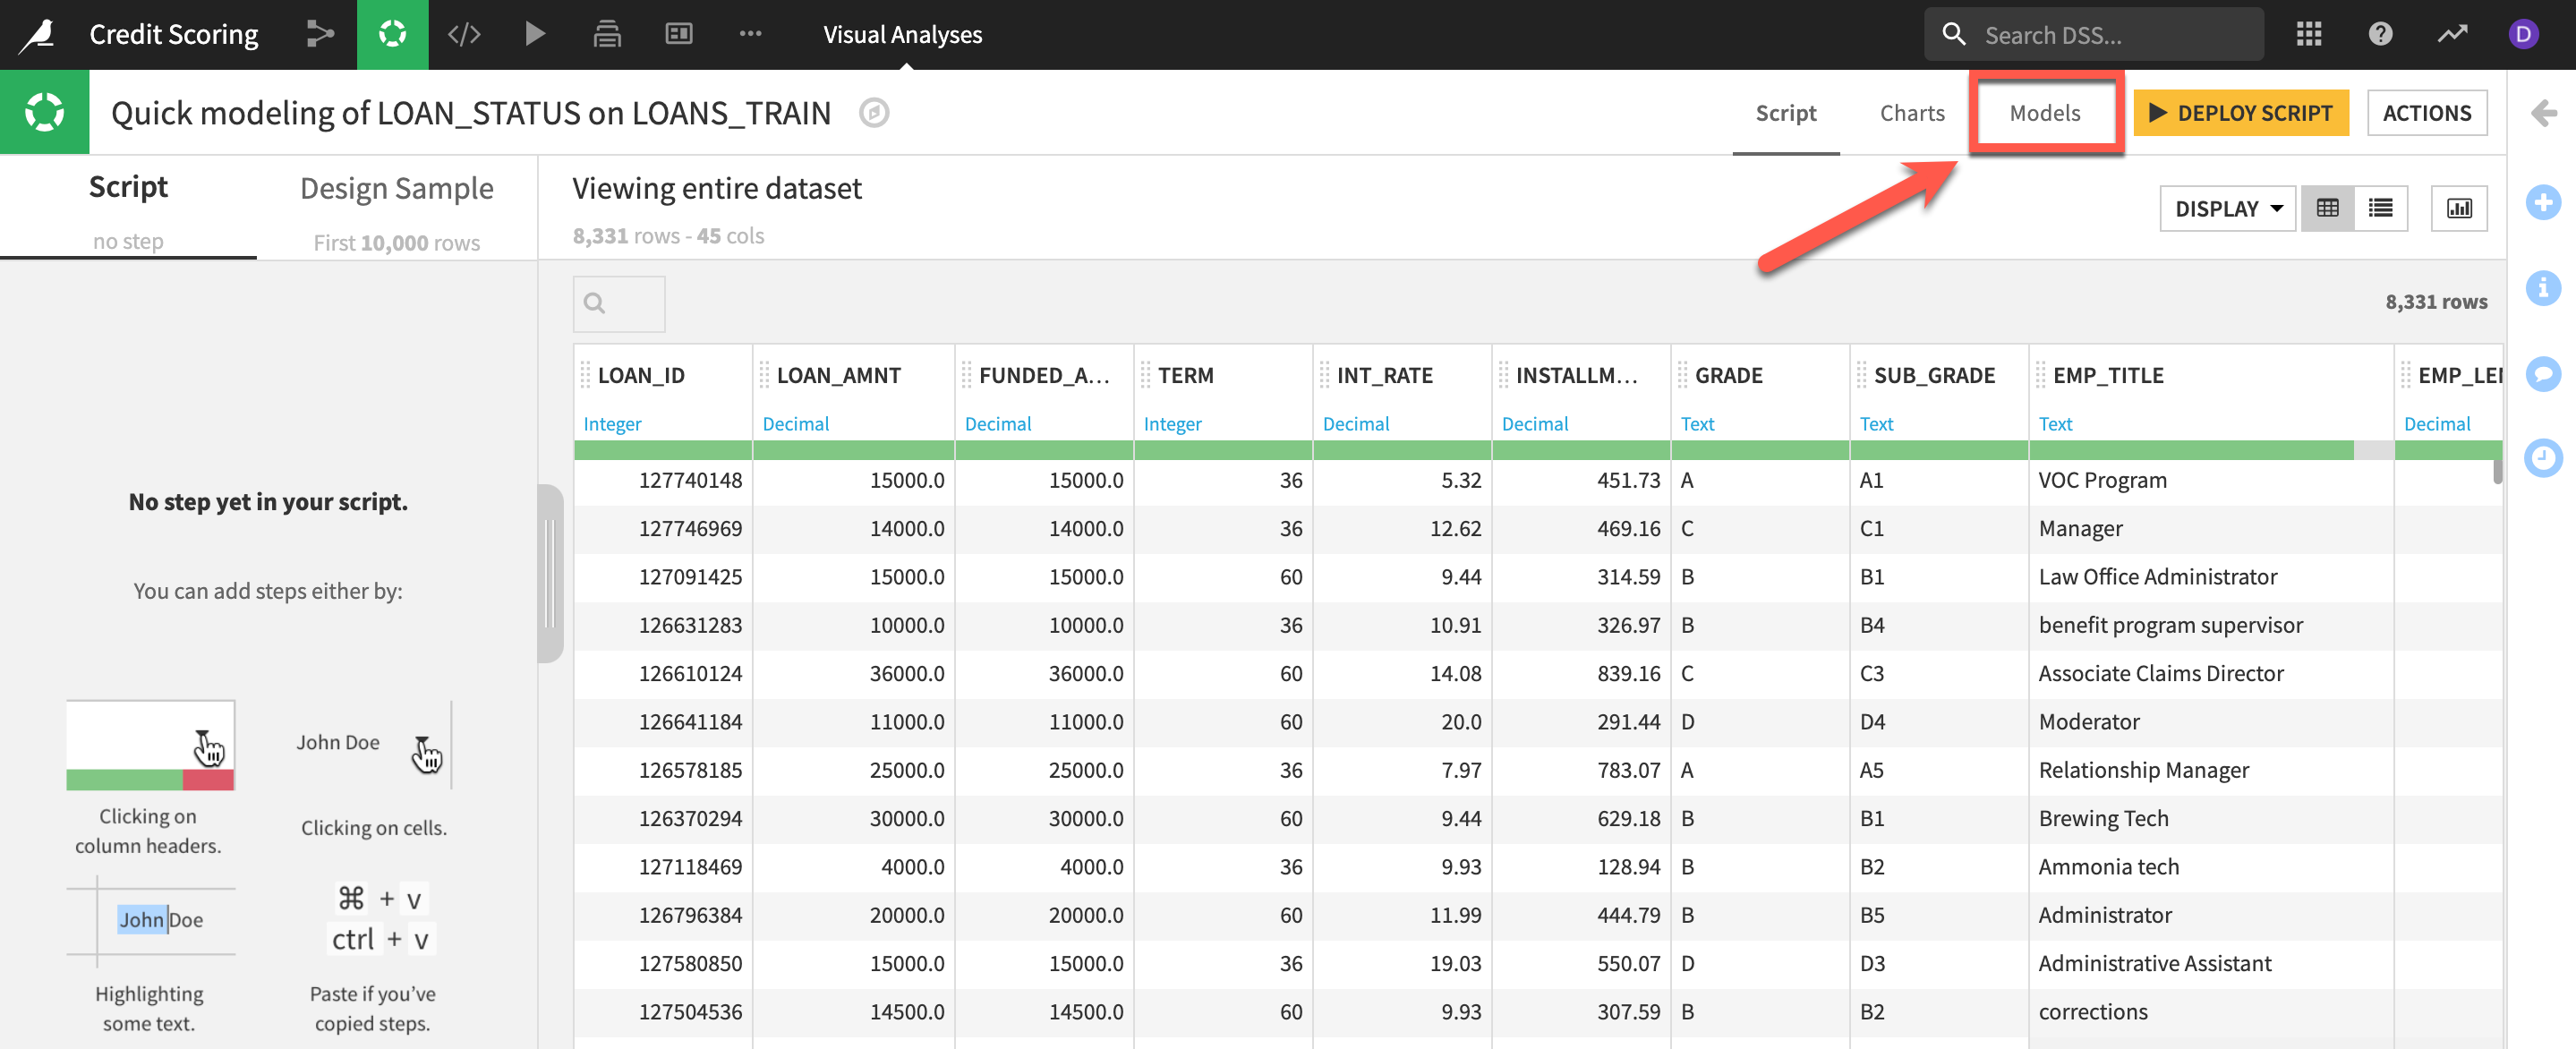 Credit Scoring </> Visual Analyses Search DSS... ? D
Quick modeling of LOAN_STATUS on LOANS_TRAIN Script Charts Models DEPLOY SCRIPT ACTIONS
Script Design Sample
no step First 10,000 rows
Viewing entire dataset
8,331 rows - 45 cols
DISPLAY
8,331 rows
No step yet in your script.
You can add steps either by:
Clicking on
column headers.
John Doe
Clicking on cells.
John Doe
Highlighting
some text.
⌘ + v
ctrl + v
Paste if you've
copied steps.
LOAN_ID LOAN_AMNT FUNDED_A... TERM INT_RATE INSTALLM... GRADE SUB_GRADE EMP_TITLE EMP_LE
Integer Decimal Decimal Integer Decimal Decimal Text Text Text Decimal
127740148 15000.0 15000.0 36 5.32 451.73 A A1 VOC Program
127746969 14000.0 14000.0 36 12.62 469.16 C C1 Manager
127091425 15000.0 15000.0 60 9.44 314.59 B B1 Law Office Administrator
126631283 10000.0 10000.0 36 10.91 326.97 B B4 benefit program supervisor
126610124 36000.0 36000.0 60 14.08 839.16 C C3 Associate Claims Director
126641184 11000.0 11000.0 60 20.0 291.44 D D4 Moderator
126578185 25000.0 25000.0 36 7.97 783.07 A A5 Relationship Manager
126370294 30000.0 30000.0 60 9.44 629.18 B B1 Brewing Tech
127118469 4000.0 4000.0 36 9.93 128.94 B B2 Ammonia tech
126796384 20000.0 20000.0 60 11.99 444.79 B B5 Administrator
127580850 15000.0 15000.0 36 19.03 550.07 D D3 Administrative Assistant
127504536 14500.0 14500.0 60 9.93 307.59 B B2 corrections